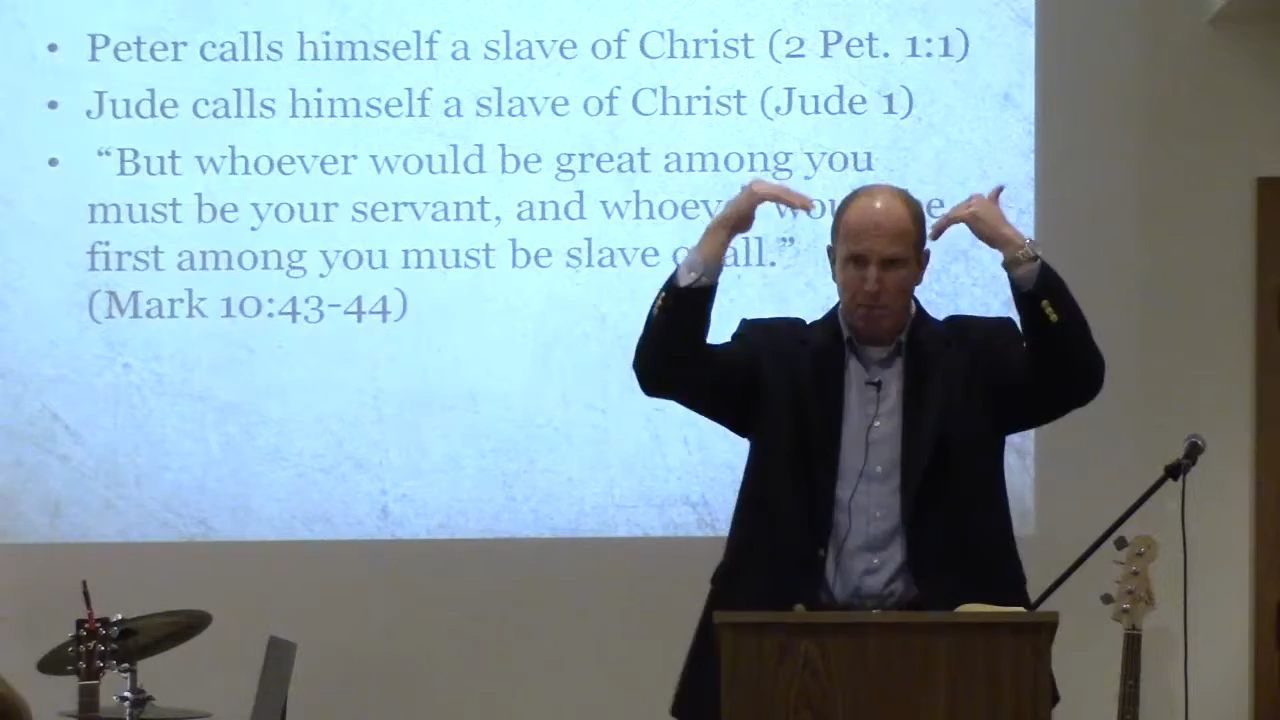 • Peter calls himself a slave of Christ (2 Pet. 1:1)
• Jude calls himself a slave of Christ (Jude 1)
• “But whoever would be great among you
must be your servant, and
first among you must be slave all.”
(Mark 10:43-44)